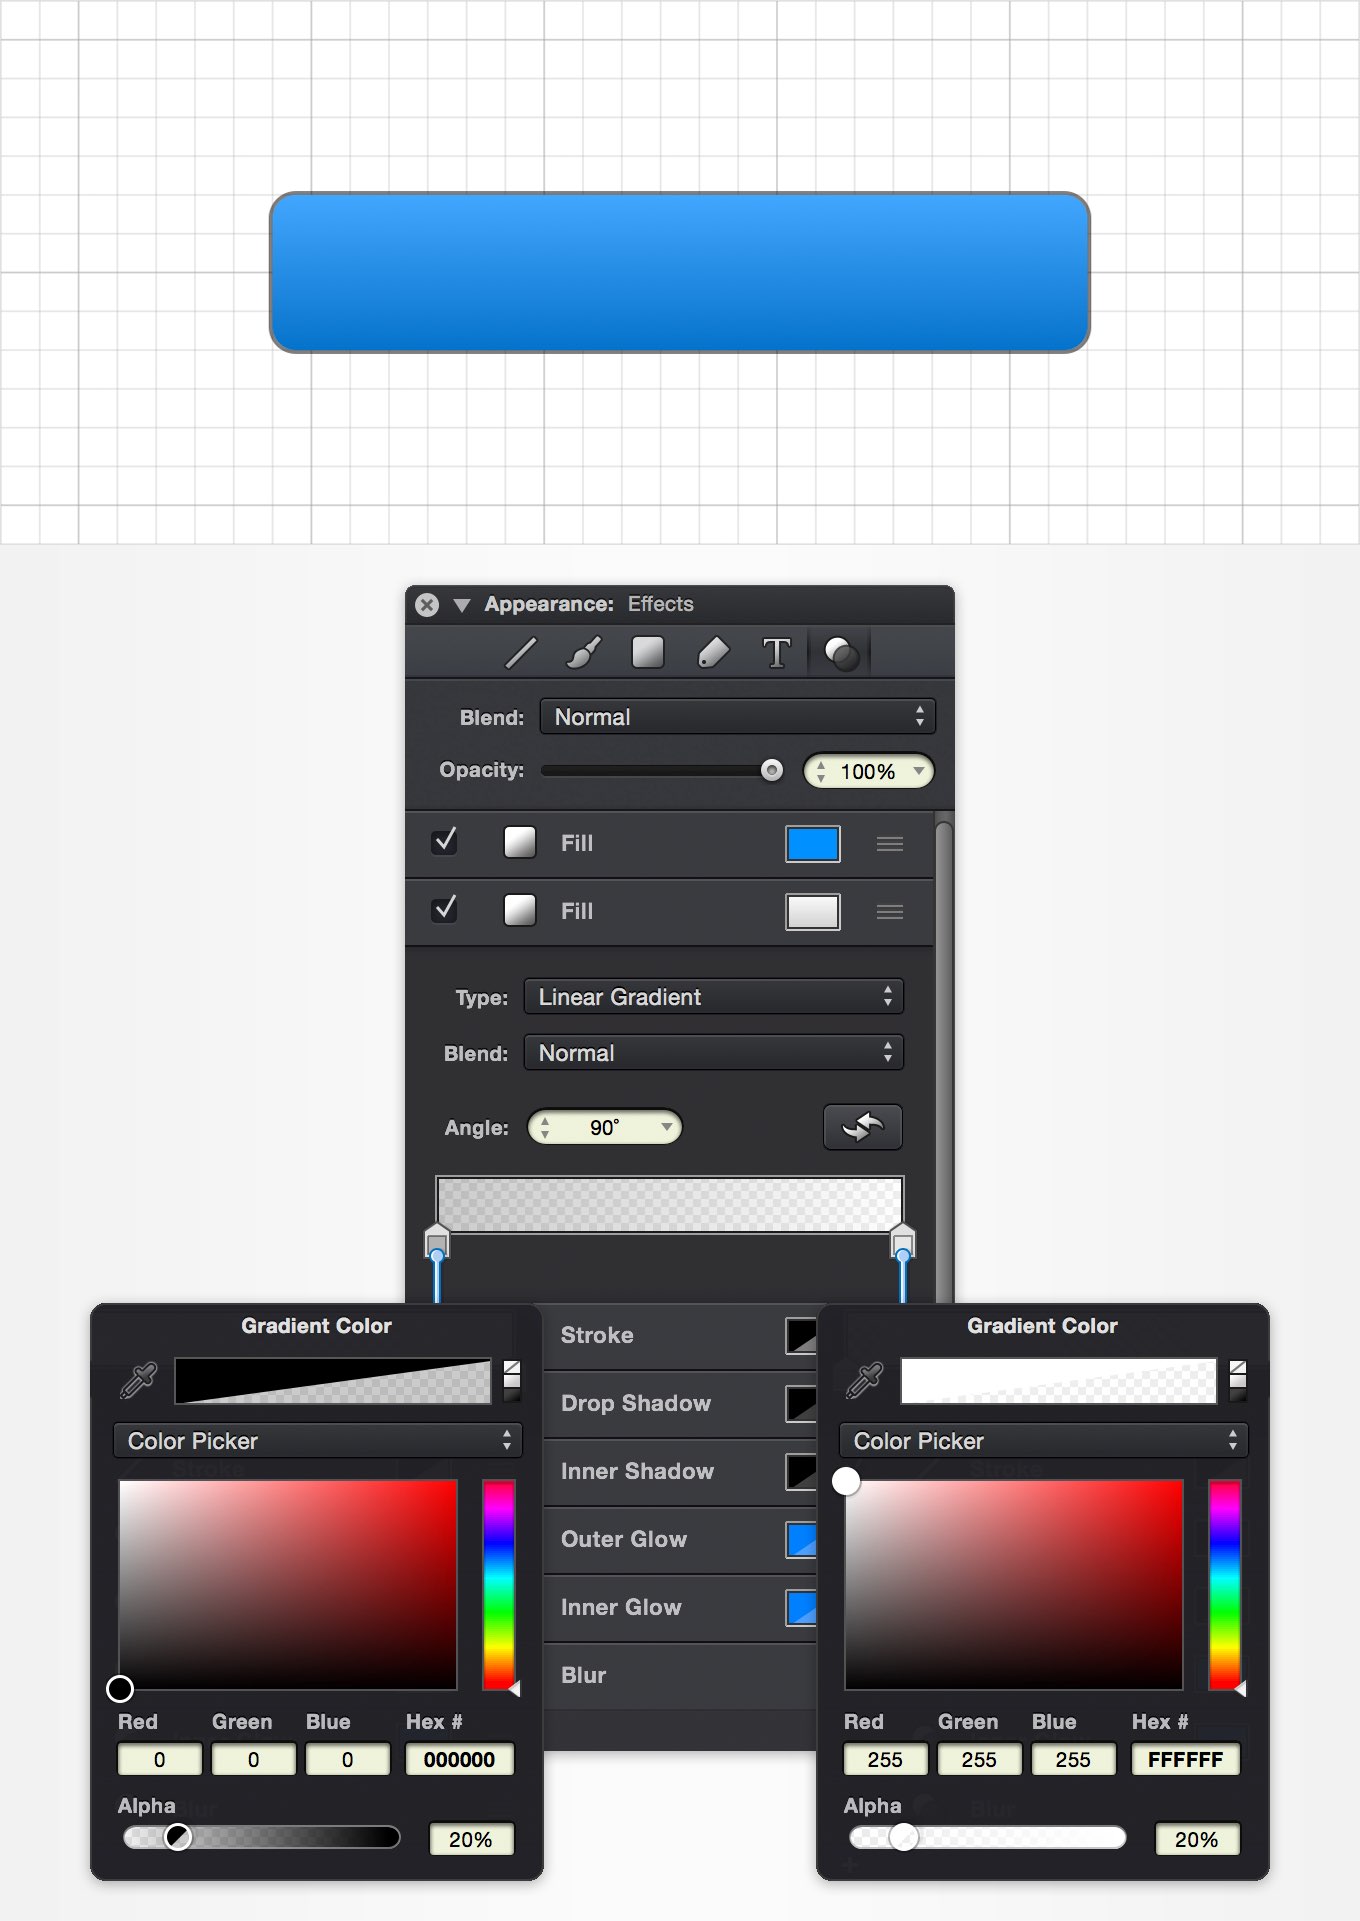 Appearance: Effects
T
Blend: Normal
Opacity: 100%
Fill
Fill
Type: Linear Gradient
Blend: Normal
Angle: 90°
Gradient Color
Color Picker
Red Green Blue Hex #
0 0 0 000000
Alpha
20%
Stroke
Drop Shadow
Inner Shadow
Outer Glow
Inner Glow
Blur
Gradient Color
Color Picker
Red Green Blue Hex #
255 255 255 FFFFFF
Alpha
20%